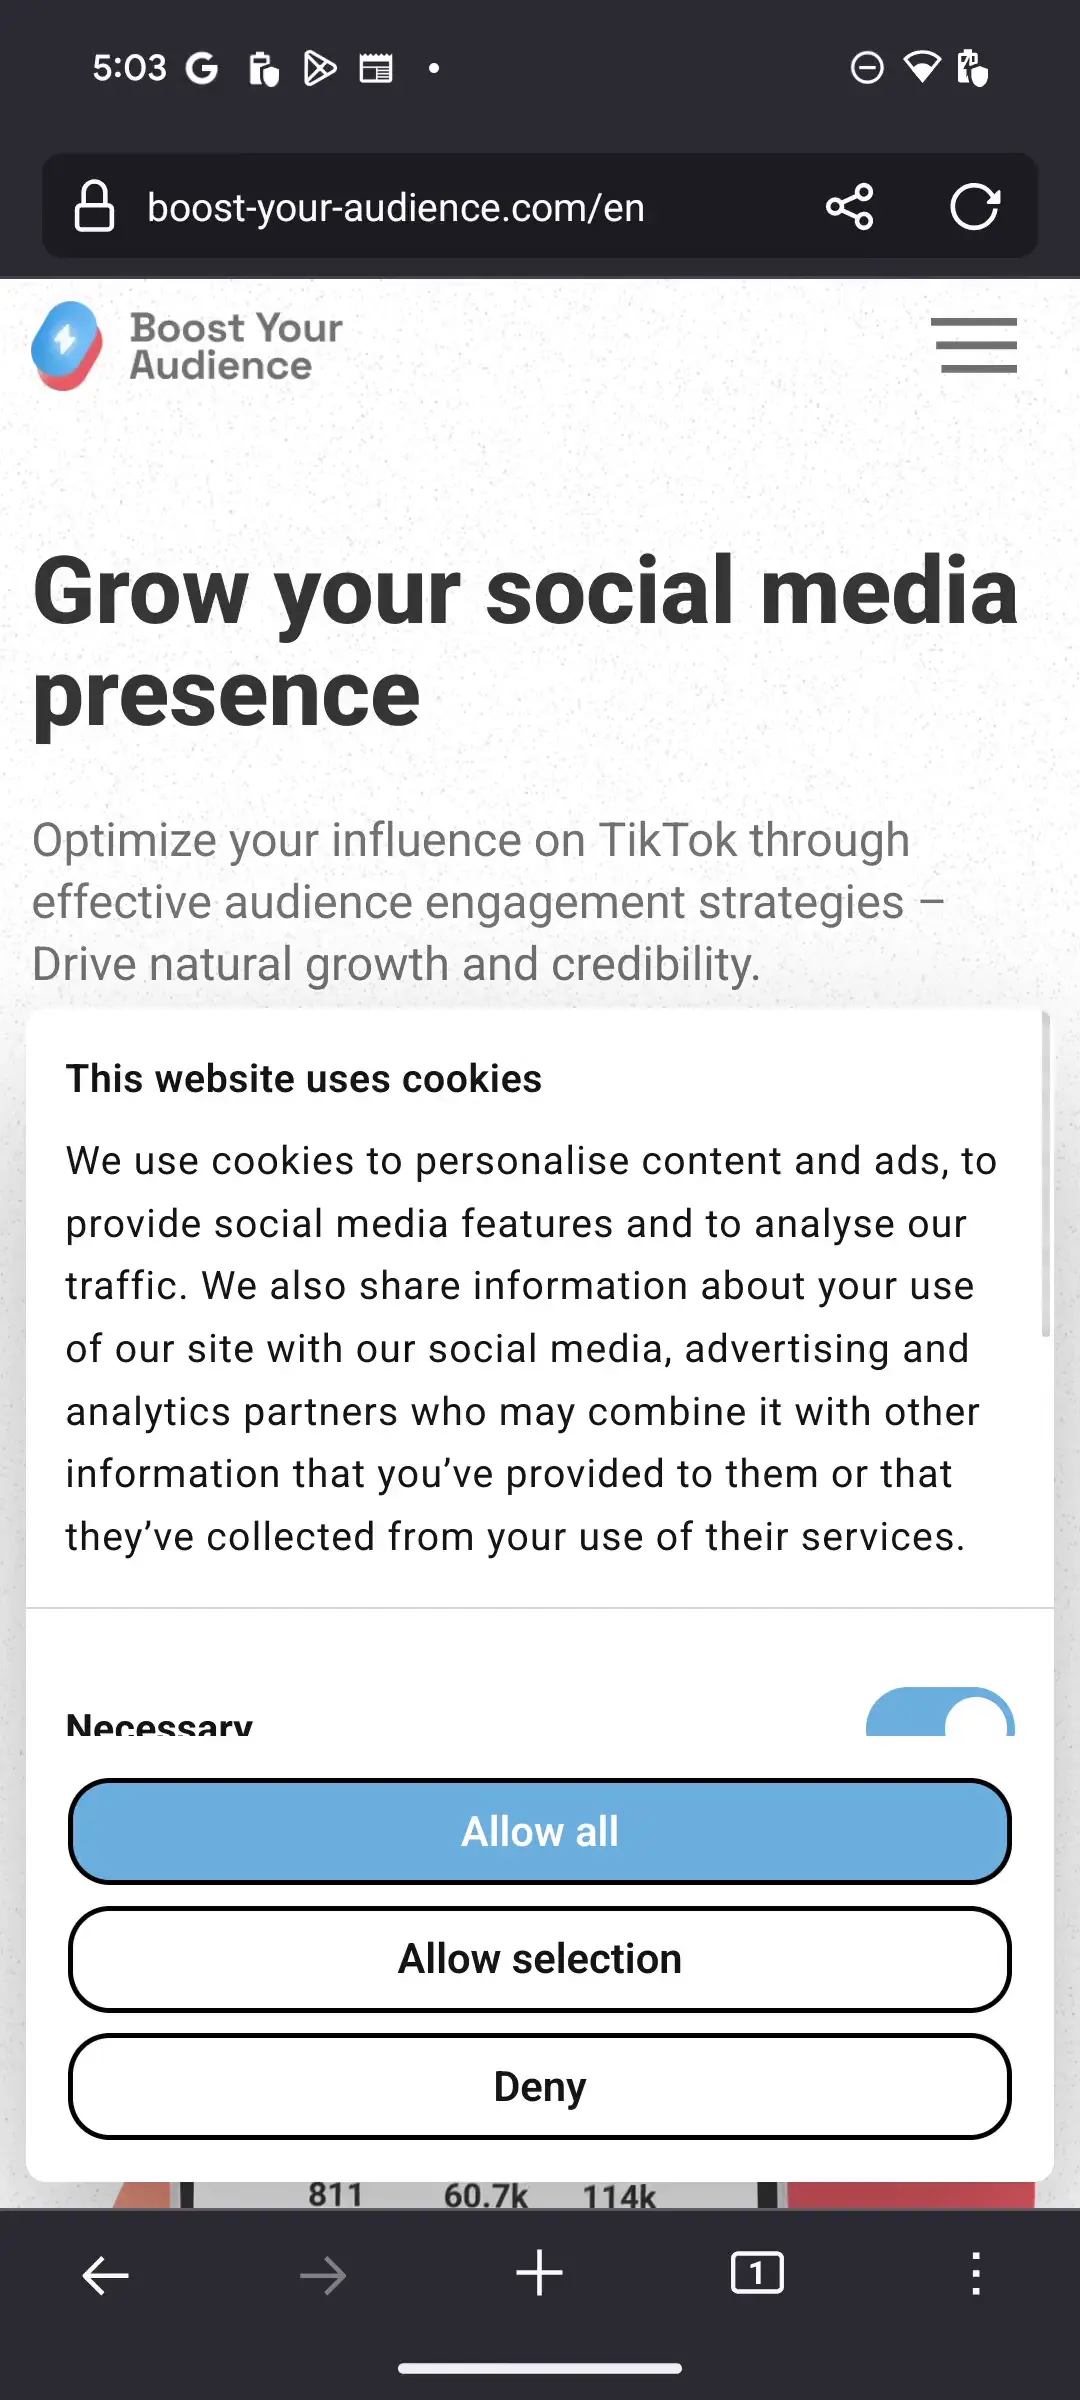 5:03
boost-your-audience.com/en
Boost Your
Audience
Grow your social media
presence
Optimize your influence on TikTok through
effective audience engagement strategies –
Drive natural growth and credibility.
This website uses cookies
We use cookies to personalise content and ads, to
provide social media features and to analyse our
traffic. We also share information about your use
of our site with our social media, advertising and
analytics partners who may combine it with other
information that you’ve provided to them or that
they’ve collected from your use of their services.
Necessary
Allow all
Allow selection
Deny
811 60.7k 114k
1